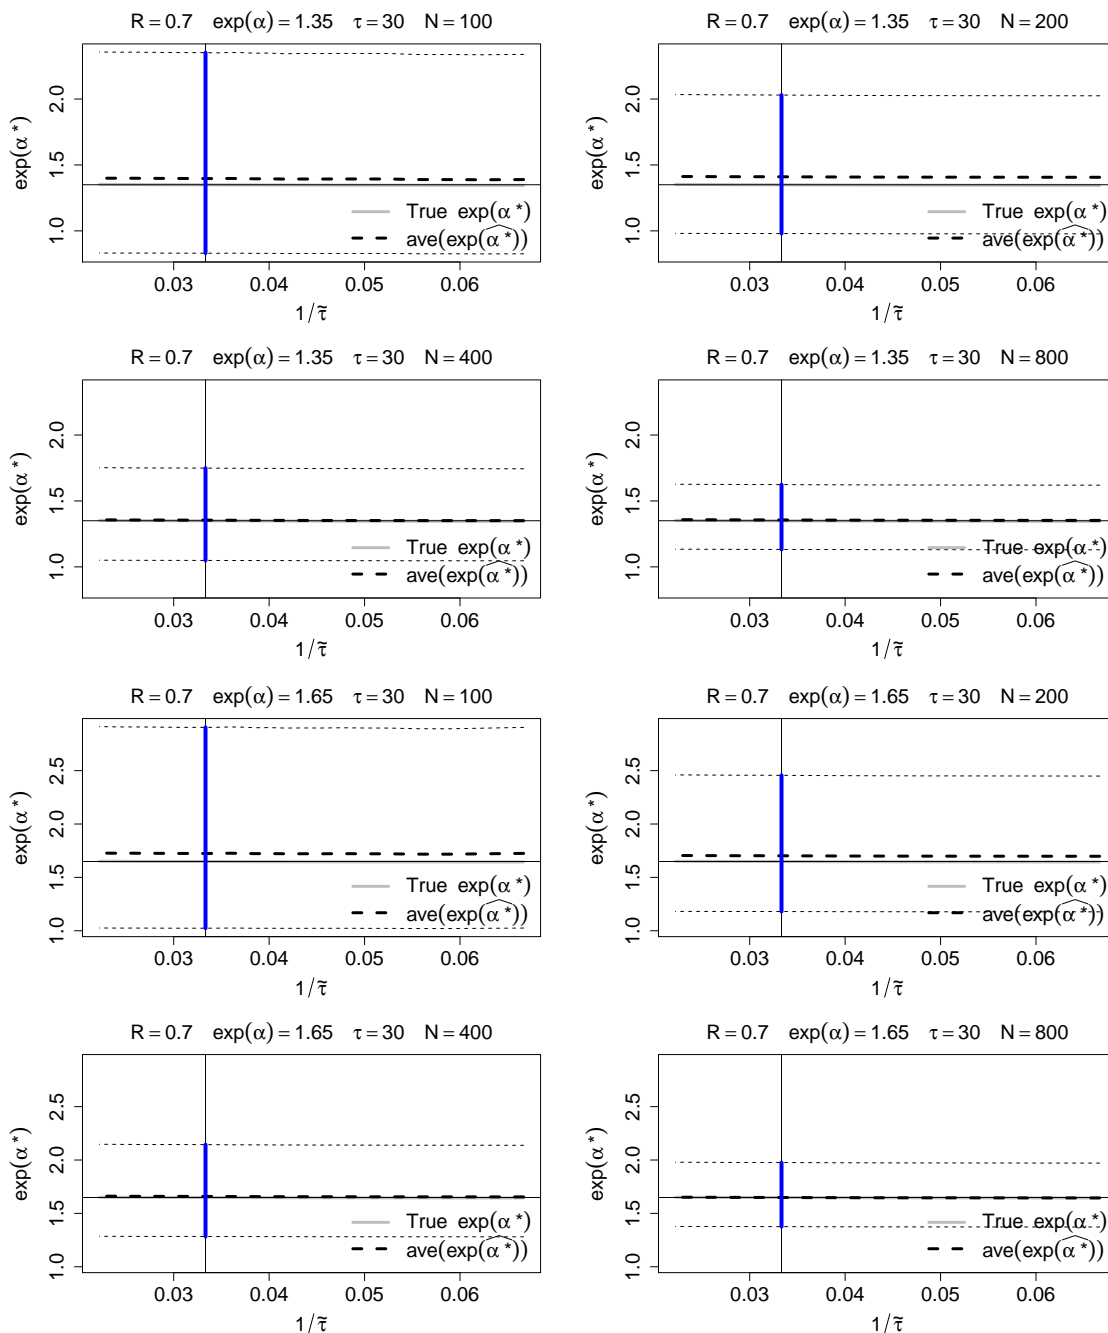 R = 0.7 exp(α) = 1.35 τ = 30 N = 100
exp(α*)
2.0
1.5
1.0
True exp(α*)
ave(exp(α̂*))
0.03 0.04 0.05 0.06
1/τ̃
R = 0.7 exp(α) = 1.35 τ = 30 N = 200
exp(α*)
2.0
1.5
1.0
True exp(α*)
ave(exp(α̂*))
0.03 0.04 0.05 0.06
1/τ̃
R = 0.7 exp(α) = 1.35 τ = 30 N = 400
exp(α*)
2.0
1.5
1.0
True exp(α*)
ave(exp(α̂*))
0.03 0.04 0.05 0.06
1/τ̃
R = 0.7 exp(α) = 1.35 τ = 30 N = 800
exp(α*)
2.0
1.5
1.0
True exp(α*)
ave(exp(α̂*))
0.03 0.04 0.05 0.06
1/τ̃
R = 0.7 exp(α) = 1.65 τ = 30 N = 100
exp(α*)
2.5
2.0
1.5
1.0
True exp(α*)
ave(exp(α̂*))
0.03 0.04 0.05 0.06
1/τ̃
R = 0.7 exp(α) = 1.65 τ = 30 N = 200
exp(α*)
2.5
2.0
1.5
1.0
True exp(α*)
ave(exp(α̂*))
0.03 0.04 0.05 0.06
1/τ̃
R = 0.7 exp(α) = 1.65 τ = 30 N = 400
exp(α*)
2.5
2.0
1.5
1.0
True exp(α*)
ave(exp(α̂*))
0.03 0.04 0.05 0.06
1/τ̃
R = 0.7 exp(α) = 1.65 τ = 30 N = 800
exp(α*)
2.5
2.0
1.5
1.0
True exp(α*)
ave(exp(α̂*))
0.03 0.04 0.05 0.06
1/τ̃